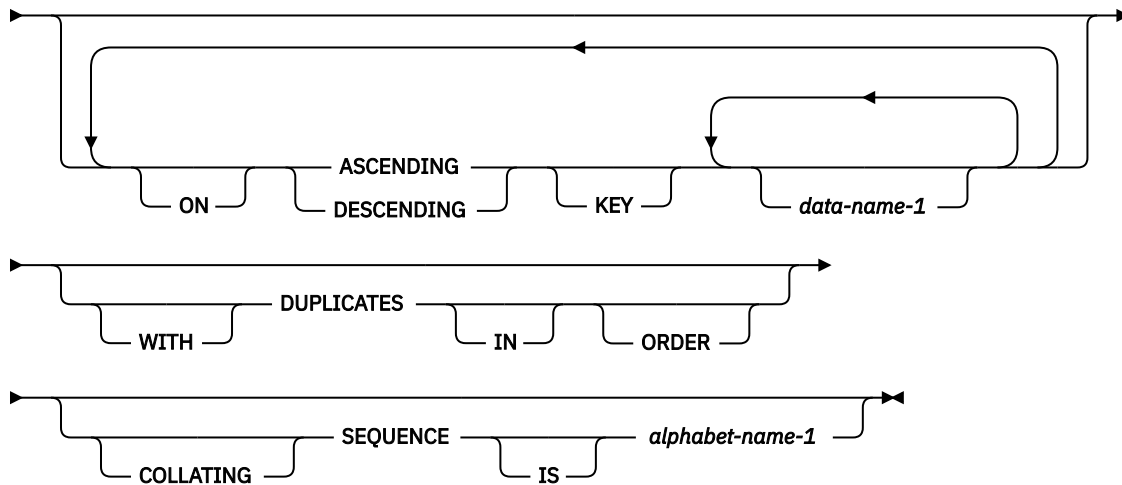 ASCENDING
ON DESCENDING KEY data-name-1
DUPLICATES
WITH IN ORDER
SEQUENCE alphabet-name-1
COLLATING IS